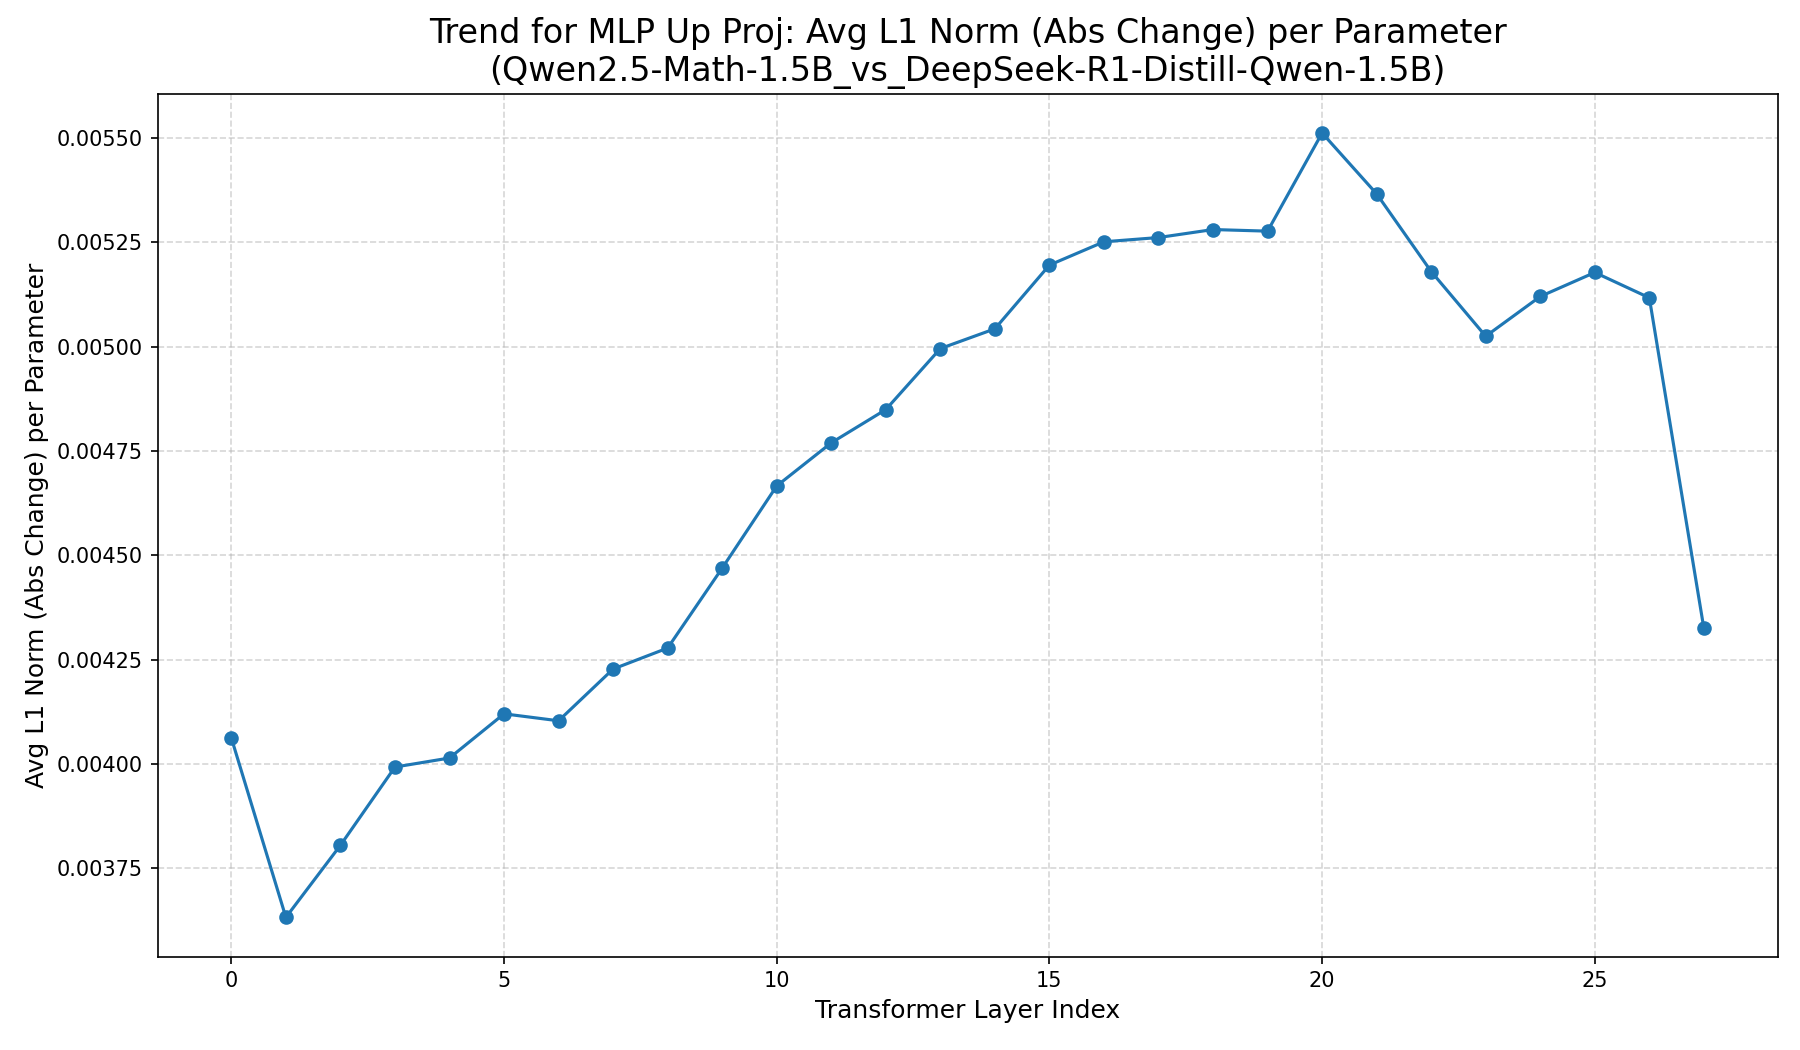 Trend for MLP Up Proj: Avg L1 Norm (Abs Change) per Parameter
(Qwen2.5-Math-1.5B_vs_DeepSeek-R1-Distill-Qwen-1.5B)
Avg L1 Norm (Abs Change) per Parameter
0.00550
0.00525
0.00500
0.00475
0.00450
0.00425
0.00400
0.00375
0 5 10 15 20 25
Transformer Layer Index